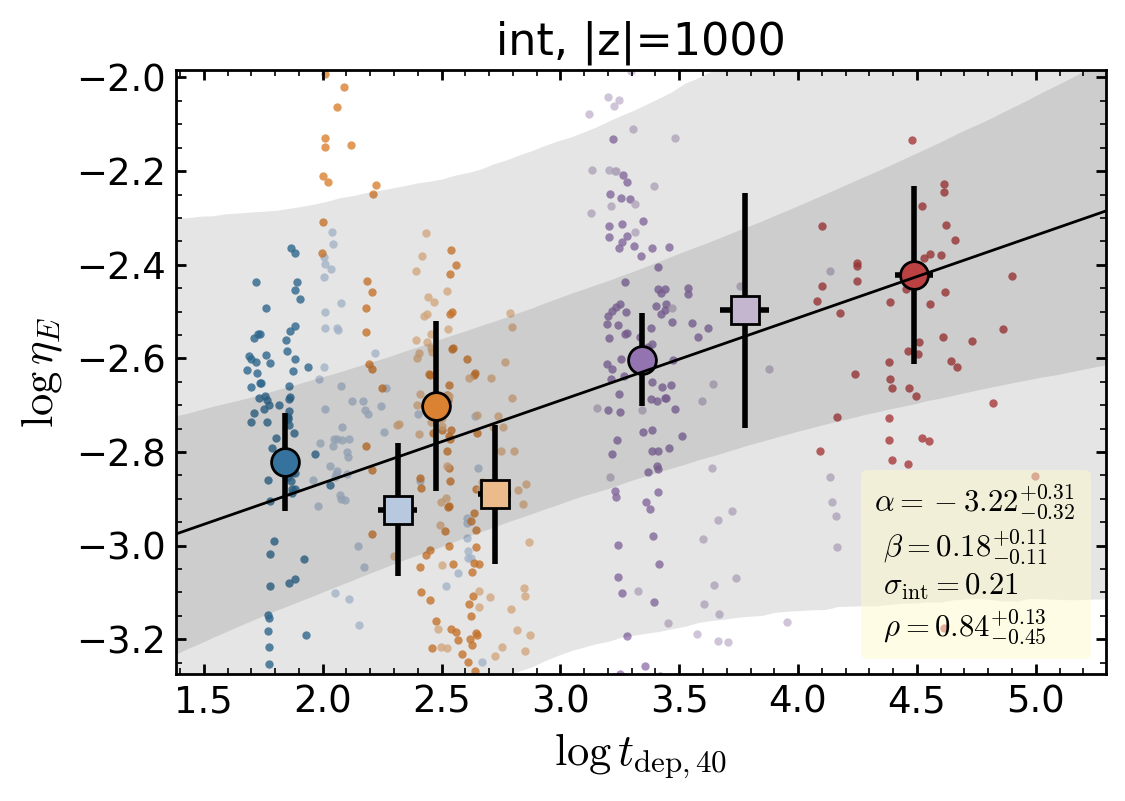 int, |z|=1000
−2.0
−2.2
−2.4
−2.6
−2.8
−3.0
−3.2
log η_E
α = −3.22^{+0.31}_{−0.32}
β = 0.18^{+0.11}_{−0.11}
σ_int = 0.21
ρ = 0.84^{+0.13}_{−0.45}
1.5 2.0 2.5 3.0 3.5 4.0 4.5 5.0
log t_{dep, 40}